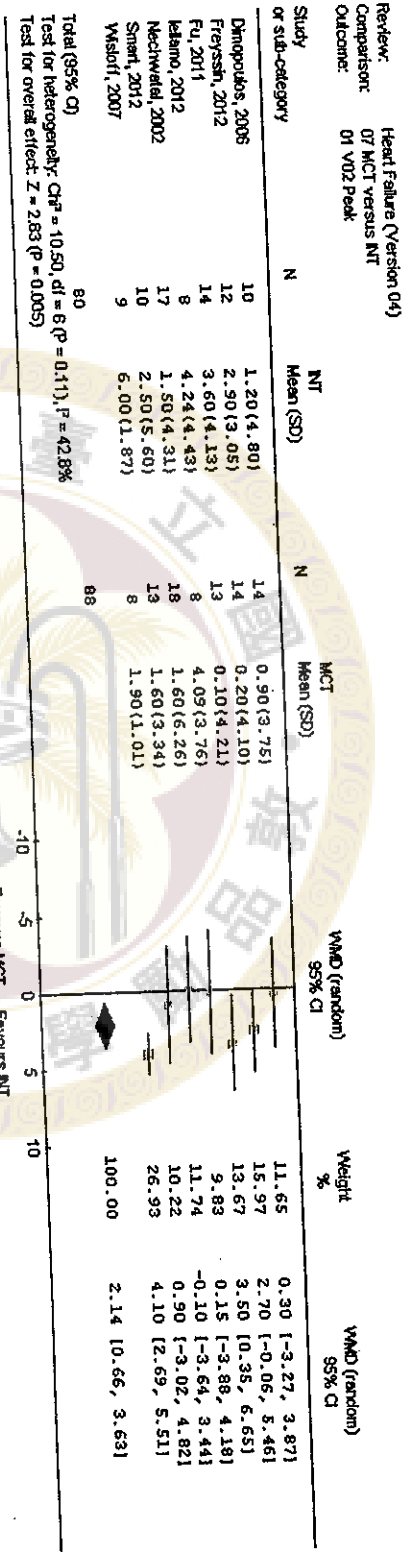 Review: Heart Failure (Version 04)
Comparison: 07 MCT versus INT
Outcome: 01 VO2 Peak
Study or sub-category N INT Mean (SD) N MCT Mean (SD) WMD (random) 95% CI Weight % WMD (random) 95% CI
Dimopoulos, 2006 10 1.20(4.80) 14 0.90(3.75) 11.65 0.30 [-3.27, 3.87]
Freyssin, 2012 12 2.90(3.05) 14 0.20(4.10) 15.97 2.70 [-0.06, 5.46]
Fu, 2011 14 3.60(4.13) 13 0.10(4.21) 13.67 3.50 [0.35, 6.65]
Iellamo, 2012 8 4.24(4.43) 8 4.09(3.76) 9.83 0.15 [-3.88, 4.18]
Nechwatal, 2002 17 1.50(4.31) 18 1.60(6.26) 11.74 -0.10 [-3.64, 3.44]
Smart, 2012 10 2.50(5.60) 13 1.60(3.34) 10.22 0.90 [-3.02, 4.82]
Wisloff, 2007 9 6.00(1.87) 8 1.90(1.01) 26.93 4.10 [2.69, 5.51]
Total (95% CI) 80 88 100.00 2.14 [0.66, 3.63]
Test for heterogeneity: Chi² = 10.50, df = 6 (P = 0.11), I² = 42.8%
Test for overall effect: Z = 2.83 (P = 0.005)
-10 -5 0 5 10
Favours MCT Favours INT